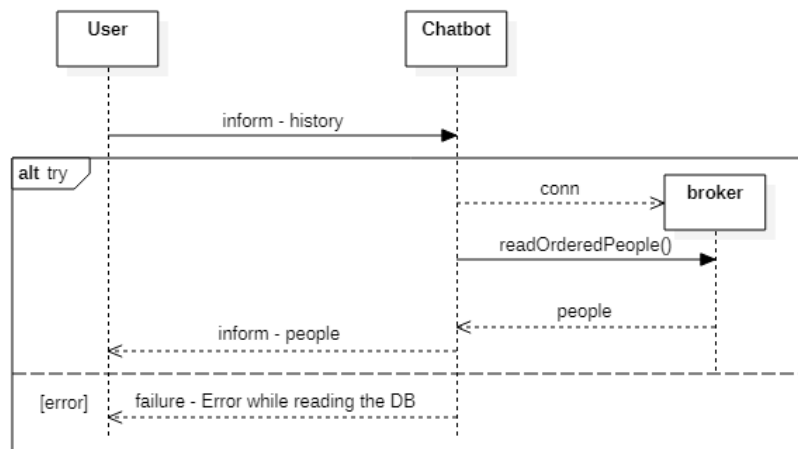 User
Chatbot
inform - history
alt try
conn
broker
readOrderedPeople()
people
inform - people
[error]
failure - Error while reading the DB